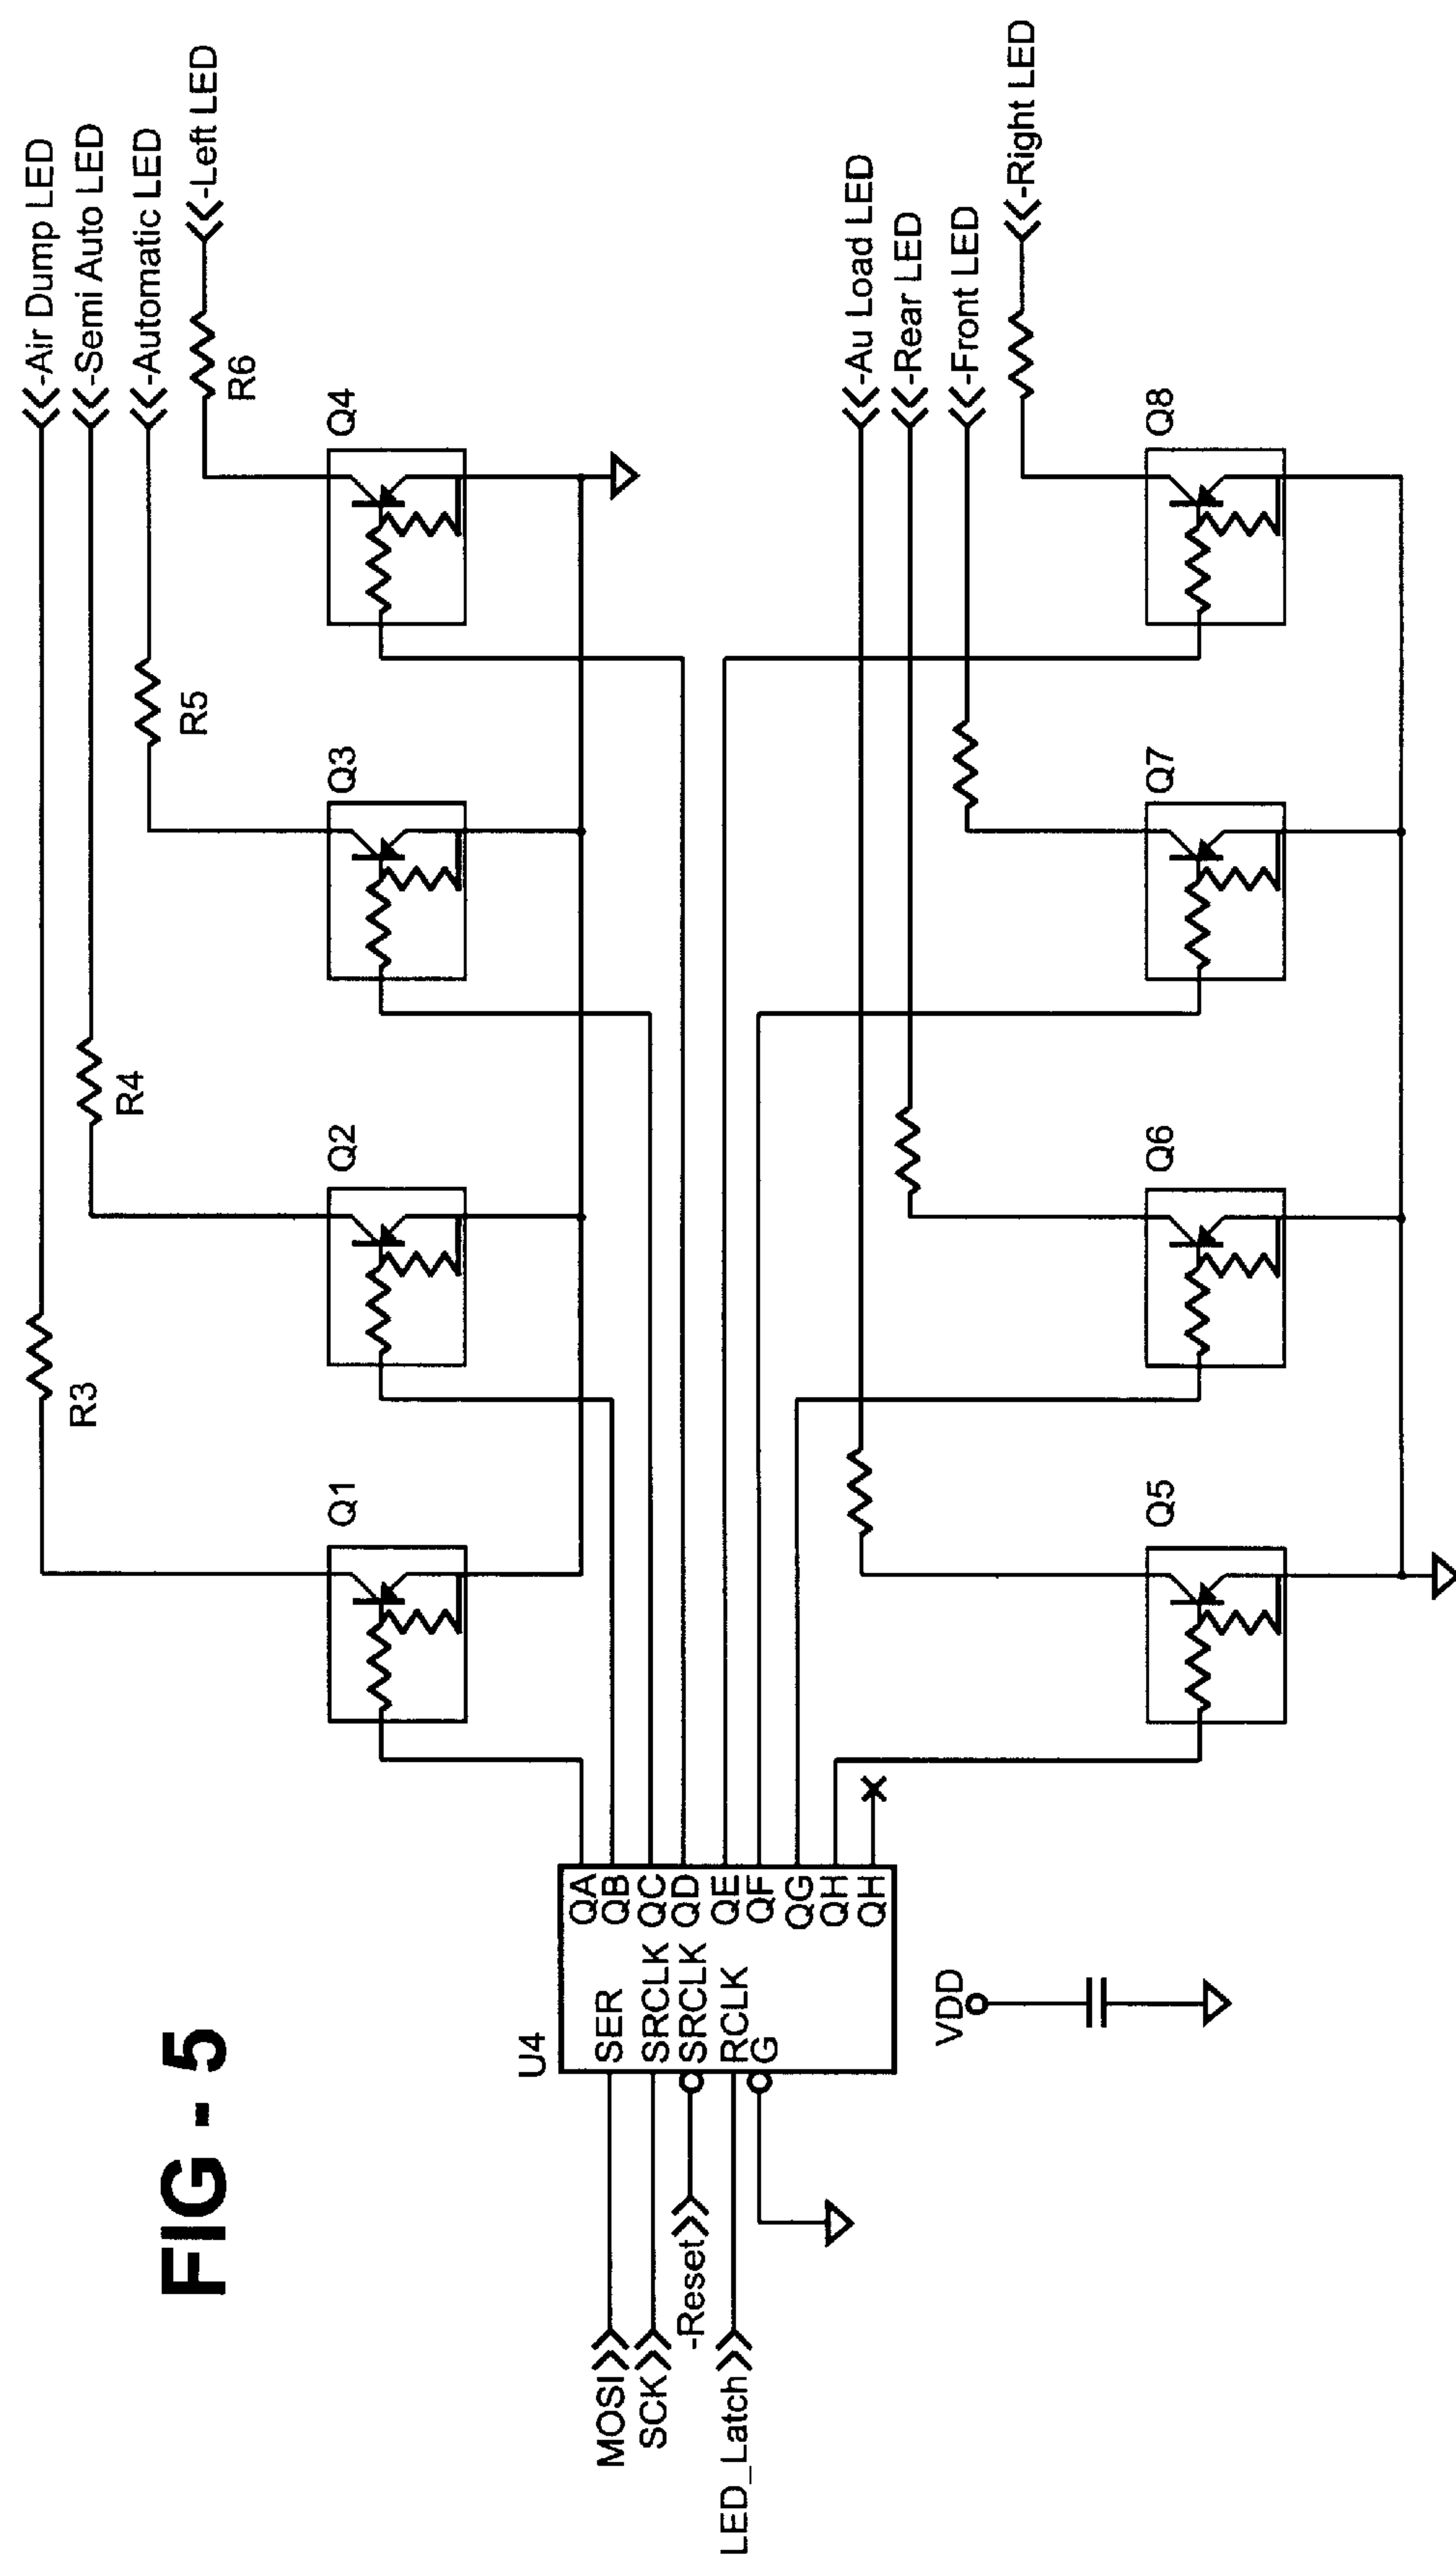 FIG - 5
-Air Dump LED
-Semi Auto LED
-Automatic LED
-Left LED
R3
R4
R5
R6
Q1
Q2
Q3
Q4
U4
MOSI
SCK
-Reset
LED_Latch
SER
SRCLK
SRCLK
RCLK
G
QA
QB
QC
QD
QE
QF
QG
QH
QH
VDD
-Au Load LED
-Rear LED
-Front LED
-Right LED
Q5
Q6
Q7
Q8